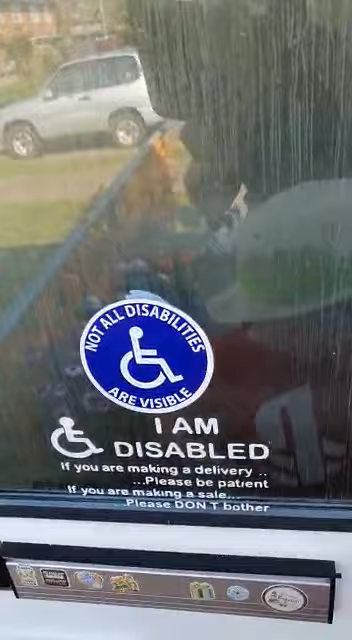 NOT ALL DISABILITIES
ARE VISIBLE
I AM
DISABLED
If you are making a delivery ..
...Please be patient
If you are making a sale...
..Please DON T bother